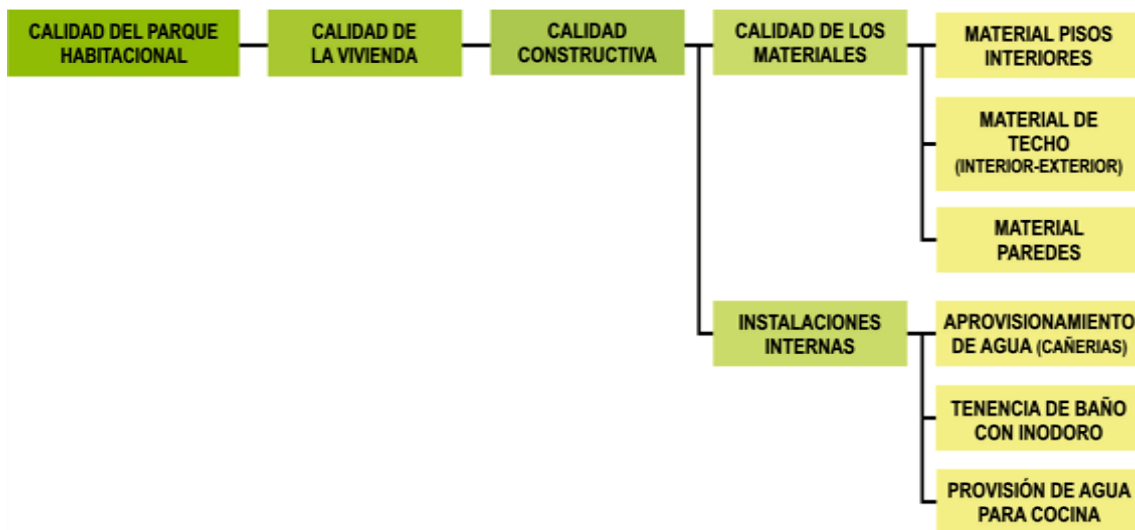 CALIDAD DEL PARQUE
HABITACIONAL
CALIDAD DE
LA VIVIENDA
CALIDAD
CONSTRUCTIVA
CALIDAD DE LOS
MATERIALES
MATERIAL PISOS
INTERIORES
MATERIAL DE
TECHO
(INTERIOR-EXTERIOR)
MATERIAL
PAREDES
INSTALACIONES
INTERNAS
APROVISIONAMIENTO
DE AGUA (CAÑERIAS)
TENENCIA DE BAÑO
CON INODORO
PROVISIÓN DE AGUA
PARA COCINA